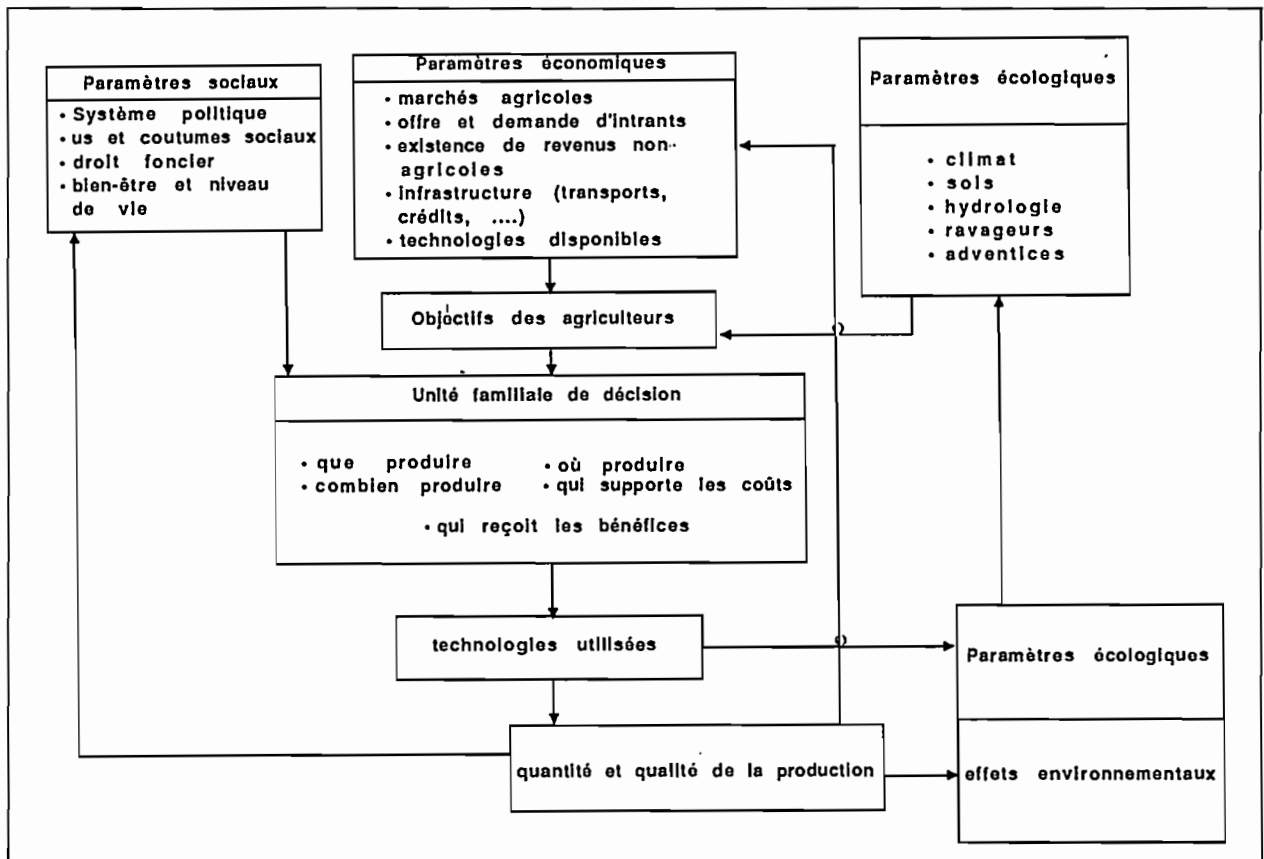 Paramètres sociaux
• Système politique
• us et coutumes sociaux
• droit foncier
• bien-être et niveau
de vie
Paramètres économiques
• marchés agricoles
• offre et demande d'intrants
• existence de revenus non-
agricoles
• infrastructure (transports,
crédits, ....)
• technologies disponibles
Paramètres écologiques
• climat
• sols
• hydrologie
• ravageurs
• adventices
Objectifs des agriculteurs
Unité familiale de décision
• que produire • où produire
• combien produire • qui supporte les coûts
• qui reçoit les bénéfices
technologies utilisées
Paramètres écologiques
quantité et qualité de la production
effets environnementaux